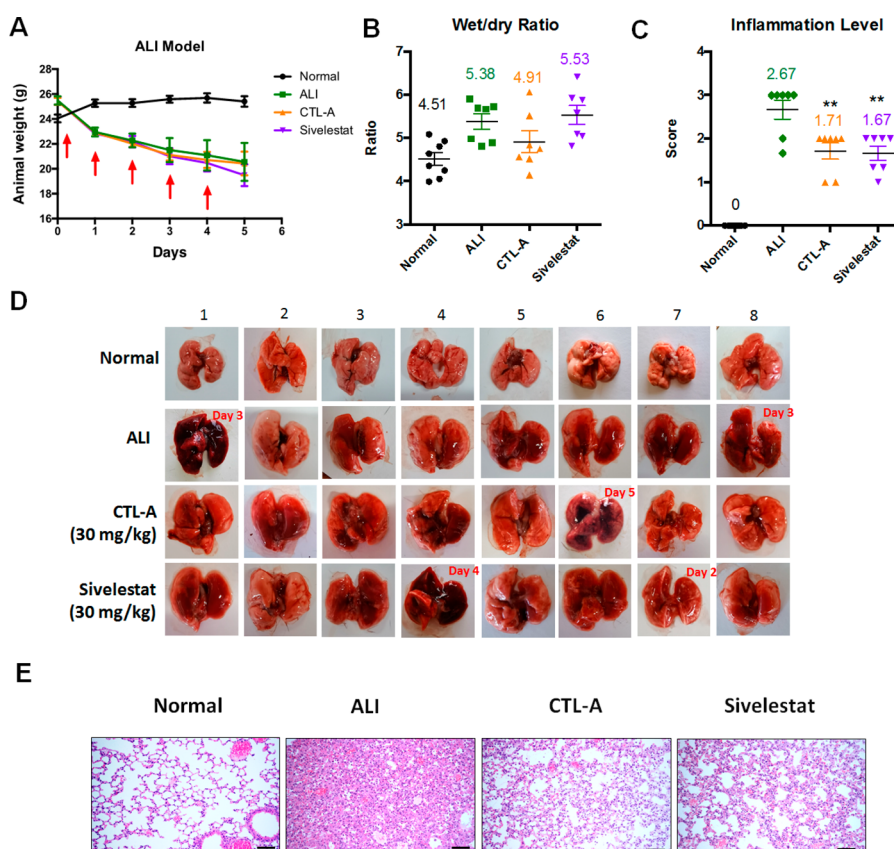 A
ALI Model
Animal weight (g)
28
26
24
22
20
18
16
0
1
2
3
4
5
6
Days
Normal
ALI
CTL-A
Sivelestat
B
Wet/dry Ratio
Ratio
7
6
5
4
3
4.51
5.38
4.91
5.53
Normal
ALI
CTL-A
Sivelestat
C
Inflammation Level
Score
4
3
2
1
0
0
2.67
**
1.71
**
1.67
Normal
ALI
CTL-A
Sivelestat
D
1 2 3 4 5 6 7 8
Normal
ALI
Day 3
Day 3
CTL-A
(30 mg/kg)
Day 5
Sivelestat
(30 mg/kg)
Day 4
Day 2
E
Normal ALI CTL-A Sivelestat